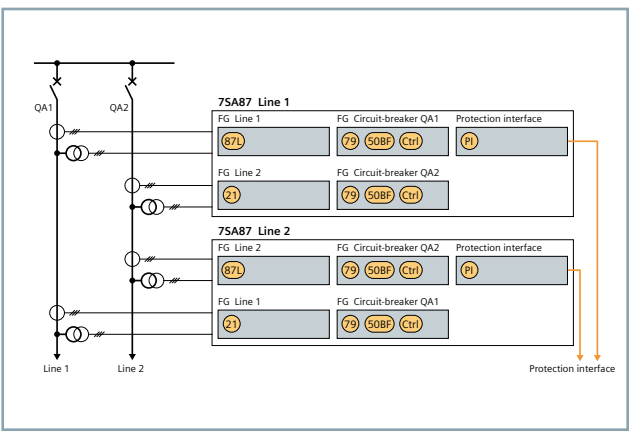 QA1
QA2
7SA87 Line 1
FG Line 1
FG Circuit-breaker QA1
Protection interface
87L
79
50BF
Ctrl
PI
FG Line 2
FG Circuit-breaker QA2
21
79
50BF
Ctrl
7SA87 Line 2
FG Line 2
FG Circuit-breaker QA2
Protection interface
87L
79
50BF
Ctrl
PI
FG Line 1
FG Circuit-breaker QA1
21
79
50BF
Ctrl
Line 1
Line 2
Protection interface